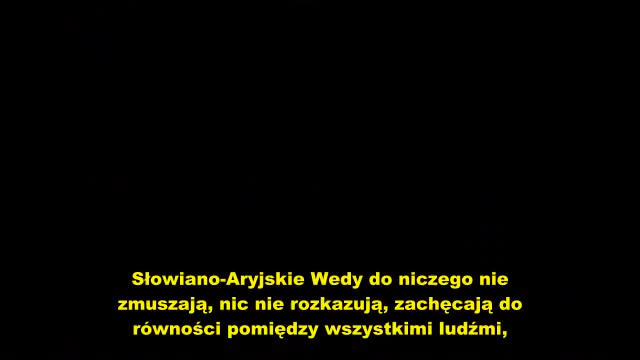 Słowiano-Aryjskie Wedy do niczego nie
zmuszają, nic nie rozkazują, zachęcają do
równości pomiędzy wszystkimi ludźmi,